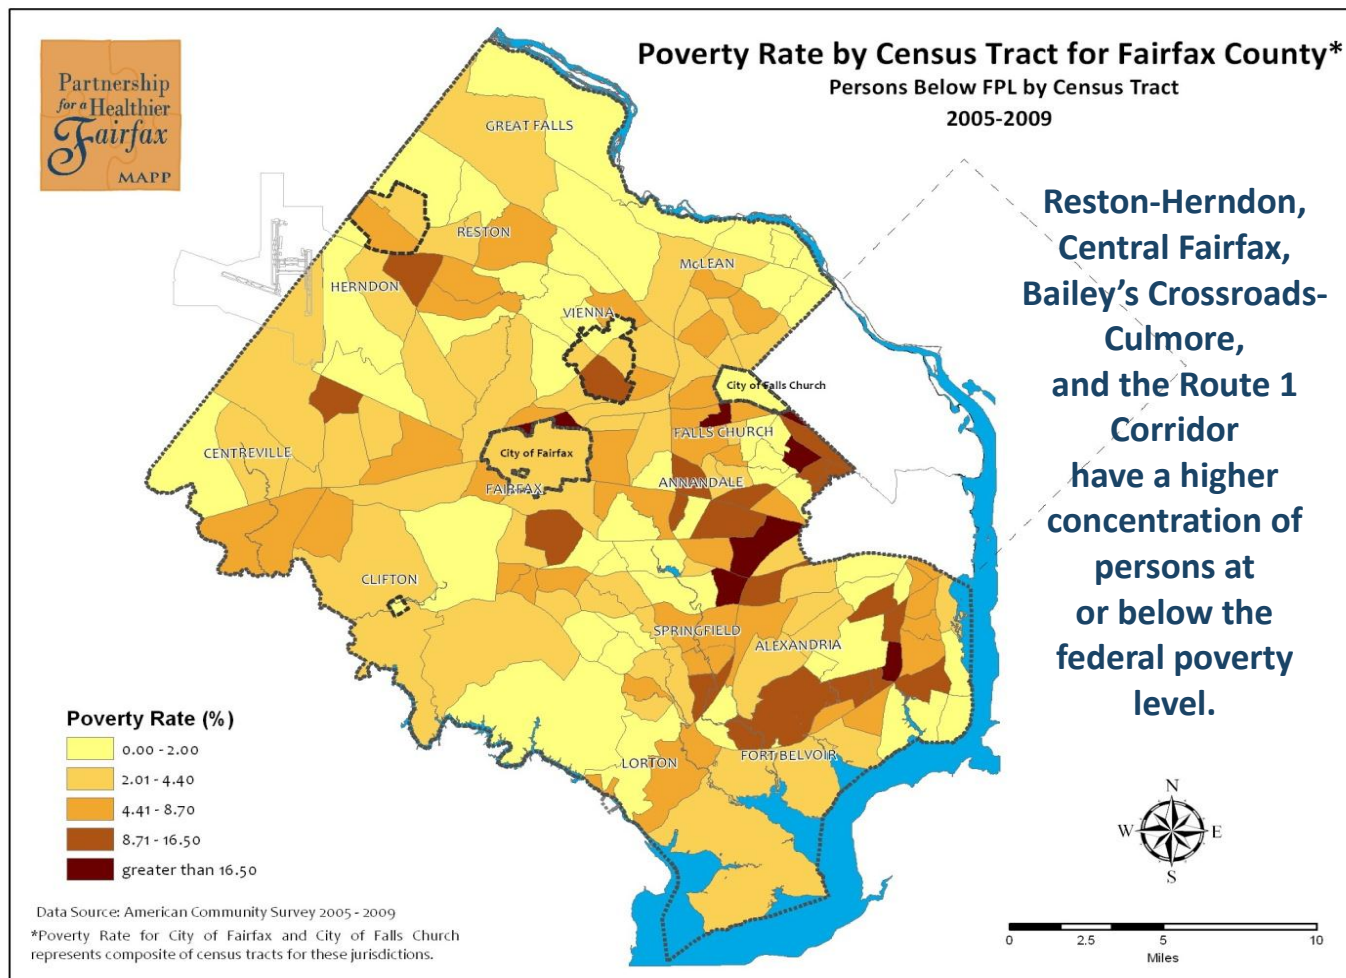 Partnership
for a Healthier
Fairfax
MAPP
Poverty Rate by Census Tract for Fairfax County*
Persons Below FPL by Census Tract
2005-2009
Reston-Herndon,
Central Fairfax,
Bailey’s Crossroads-
Culmore,
and the Route 1
Corridor
have a higher
concentration of
persons at
or below the
federal poverty
level.
GREAT FALLS
RESTON
McLEAN
HERNDON
VIENNA
City of Falls Church
FALLS CHURCH
CENTREVILLE
City of Fairfax
FAIRFAX
ANNANDALE
CLIFTON
SPRINGFIELD
ALEXANDRIA
LORTON
FORT BELVOIR
Poverty Rate (%)
0.00 - 2.00
2.01 - 4.40
4.41 - 8.70
8.71 - 16.50
greater than 16.50
Data Source: American Community Survey 2005 - 2009
*Poverty Rate for City of Fairfax and City of Falls Church
represents composite of census tracts for these jurisdictions.
N
W E
S
0 2.5 5 10
Miles